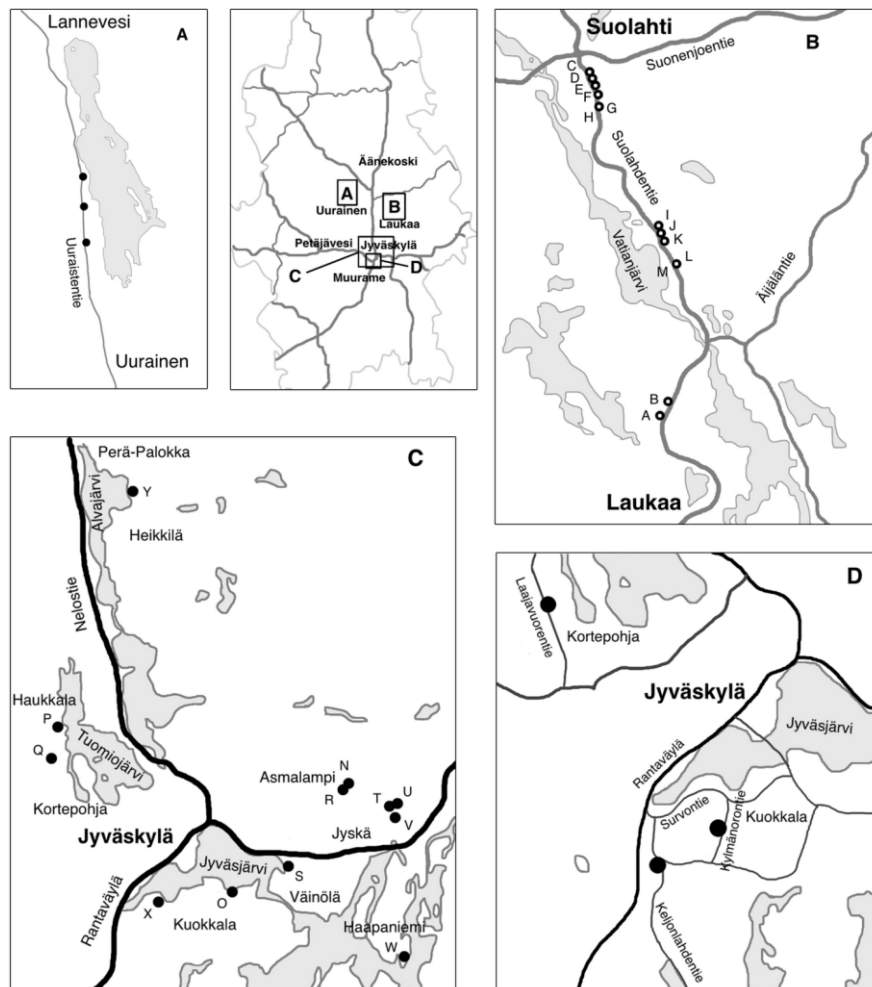 Lannevesi
A
Uuraistentie
Uurainen
Äänekoski
A
B
Uurainen
Laukaa
Petäjävesi
Jyväskylä
C
D
Muurame
Suolahti
B
Suonenjoentie
C
D
E
F
G
H
Suolahdentie
I
J
K
L
M
Vatianjärvi
Äijäläntie
B
A
Laukaa
Perä-Palokka
C
Alvajärvi
Y
Heikkilä
Nelostie
Haukkala
P
Tuomiojärvi
Q
Kortepohja
Asmalampi
N
R
T
U
V
Jyväskylä
Jyskä
Jyväsjärvi
S
Rantaväylä
X
O
Väinölä
Kuokkala
Haapaniemi
W
D
Laajavuorentie
Kortepohja
Jyväskylä
Jyväsjärvi
Rantaväylä
Survontie
Kylmänorontie
Kuokkala
Keljonlahdentie